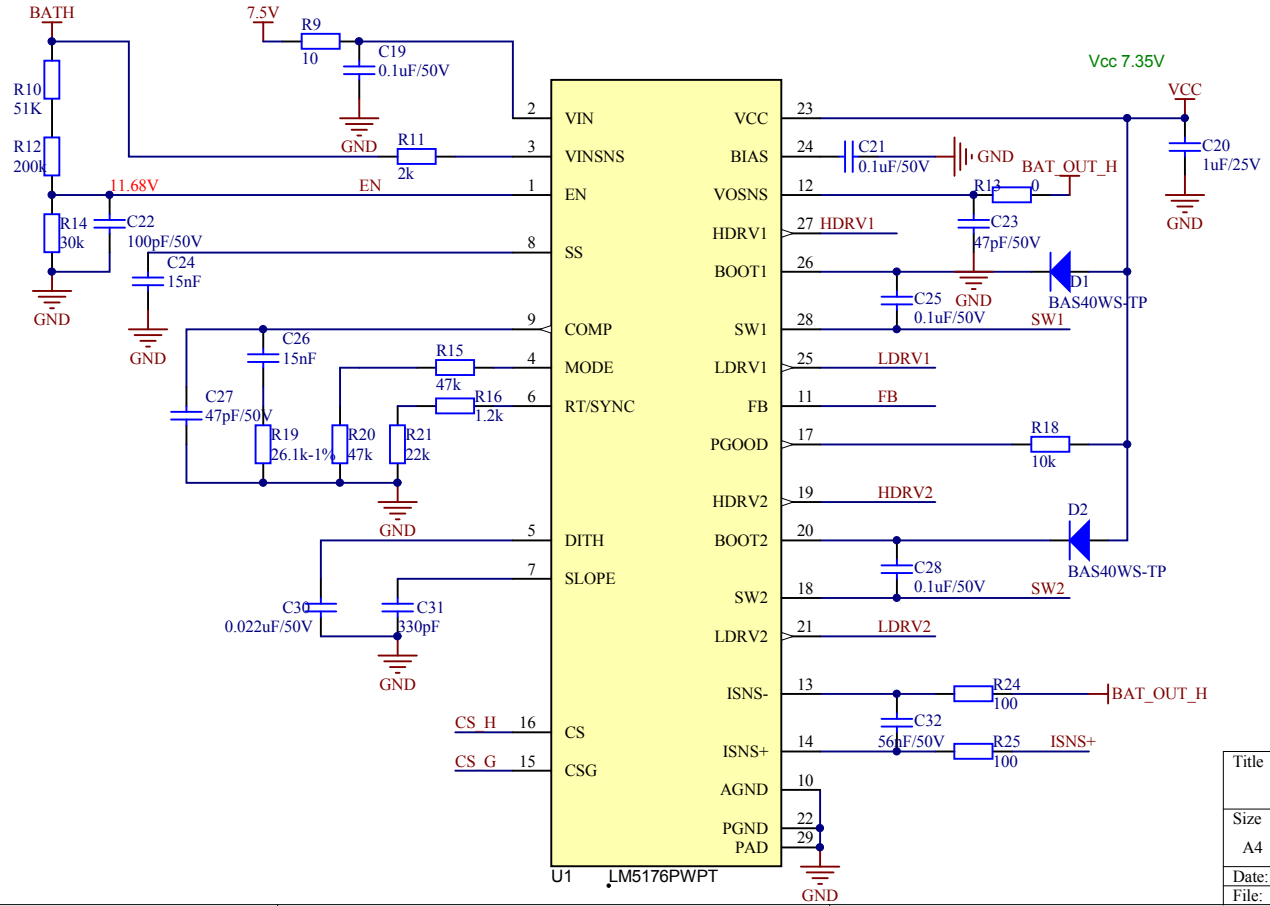 BATH
7.5V
R9
10
C19
0.1uF/50V
GND
R10
51K
R12
200k
R11
2k
11.68V
EN
R14
30k
C22
100pF/50V
GND
C24
15nF
GND
C26
15nF
C27
47pF/50V
R19
26.1k-1%
R15
47k
R16
1.2k
R20
47k
R21
22k
GND
C30
0.022uF/50V
C31
330pF
GND
CS_H
CS_G
2 VIN
3 VINSNS
1 EN
8 SS
9 COMP
4 MODE
6 RT/SYNC
5 DITH
7 SLOPE
16 CS
15 CSG
VCC 23
BIAS 24
VOSNS 12
HDRV1 27
BOOT1 26
SW1 28
LDRV1 25
FB 11
PGOOD 17
HDRV2 19
BOOT2 20
SW2 18
LDRV2 21
ISNS- 13
ISNS+ 14
AGND 10
PGND 22
PAD 29
U1
LM5176PWPT
Vcc 7.35V
VCC
C20
1uF/25V
GND
C21
0.1uF/50V
GND
BAT_OUT_H
R13
0
C23
47pF/50V
GND
HDRV1
D1
BAS40WS-TP
C25
0.1uF/50V
SW1
LDRV1
FB
R18
10k
HDRV2
D2
BAS40WS-TP
C28
0.1uF/50V
SW2
LDRV2
R24
100
BAT_OUT_H
C32
56nF/50V
R25
100
ISNS+
GND
Title
Size
A4
Date:
File: